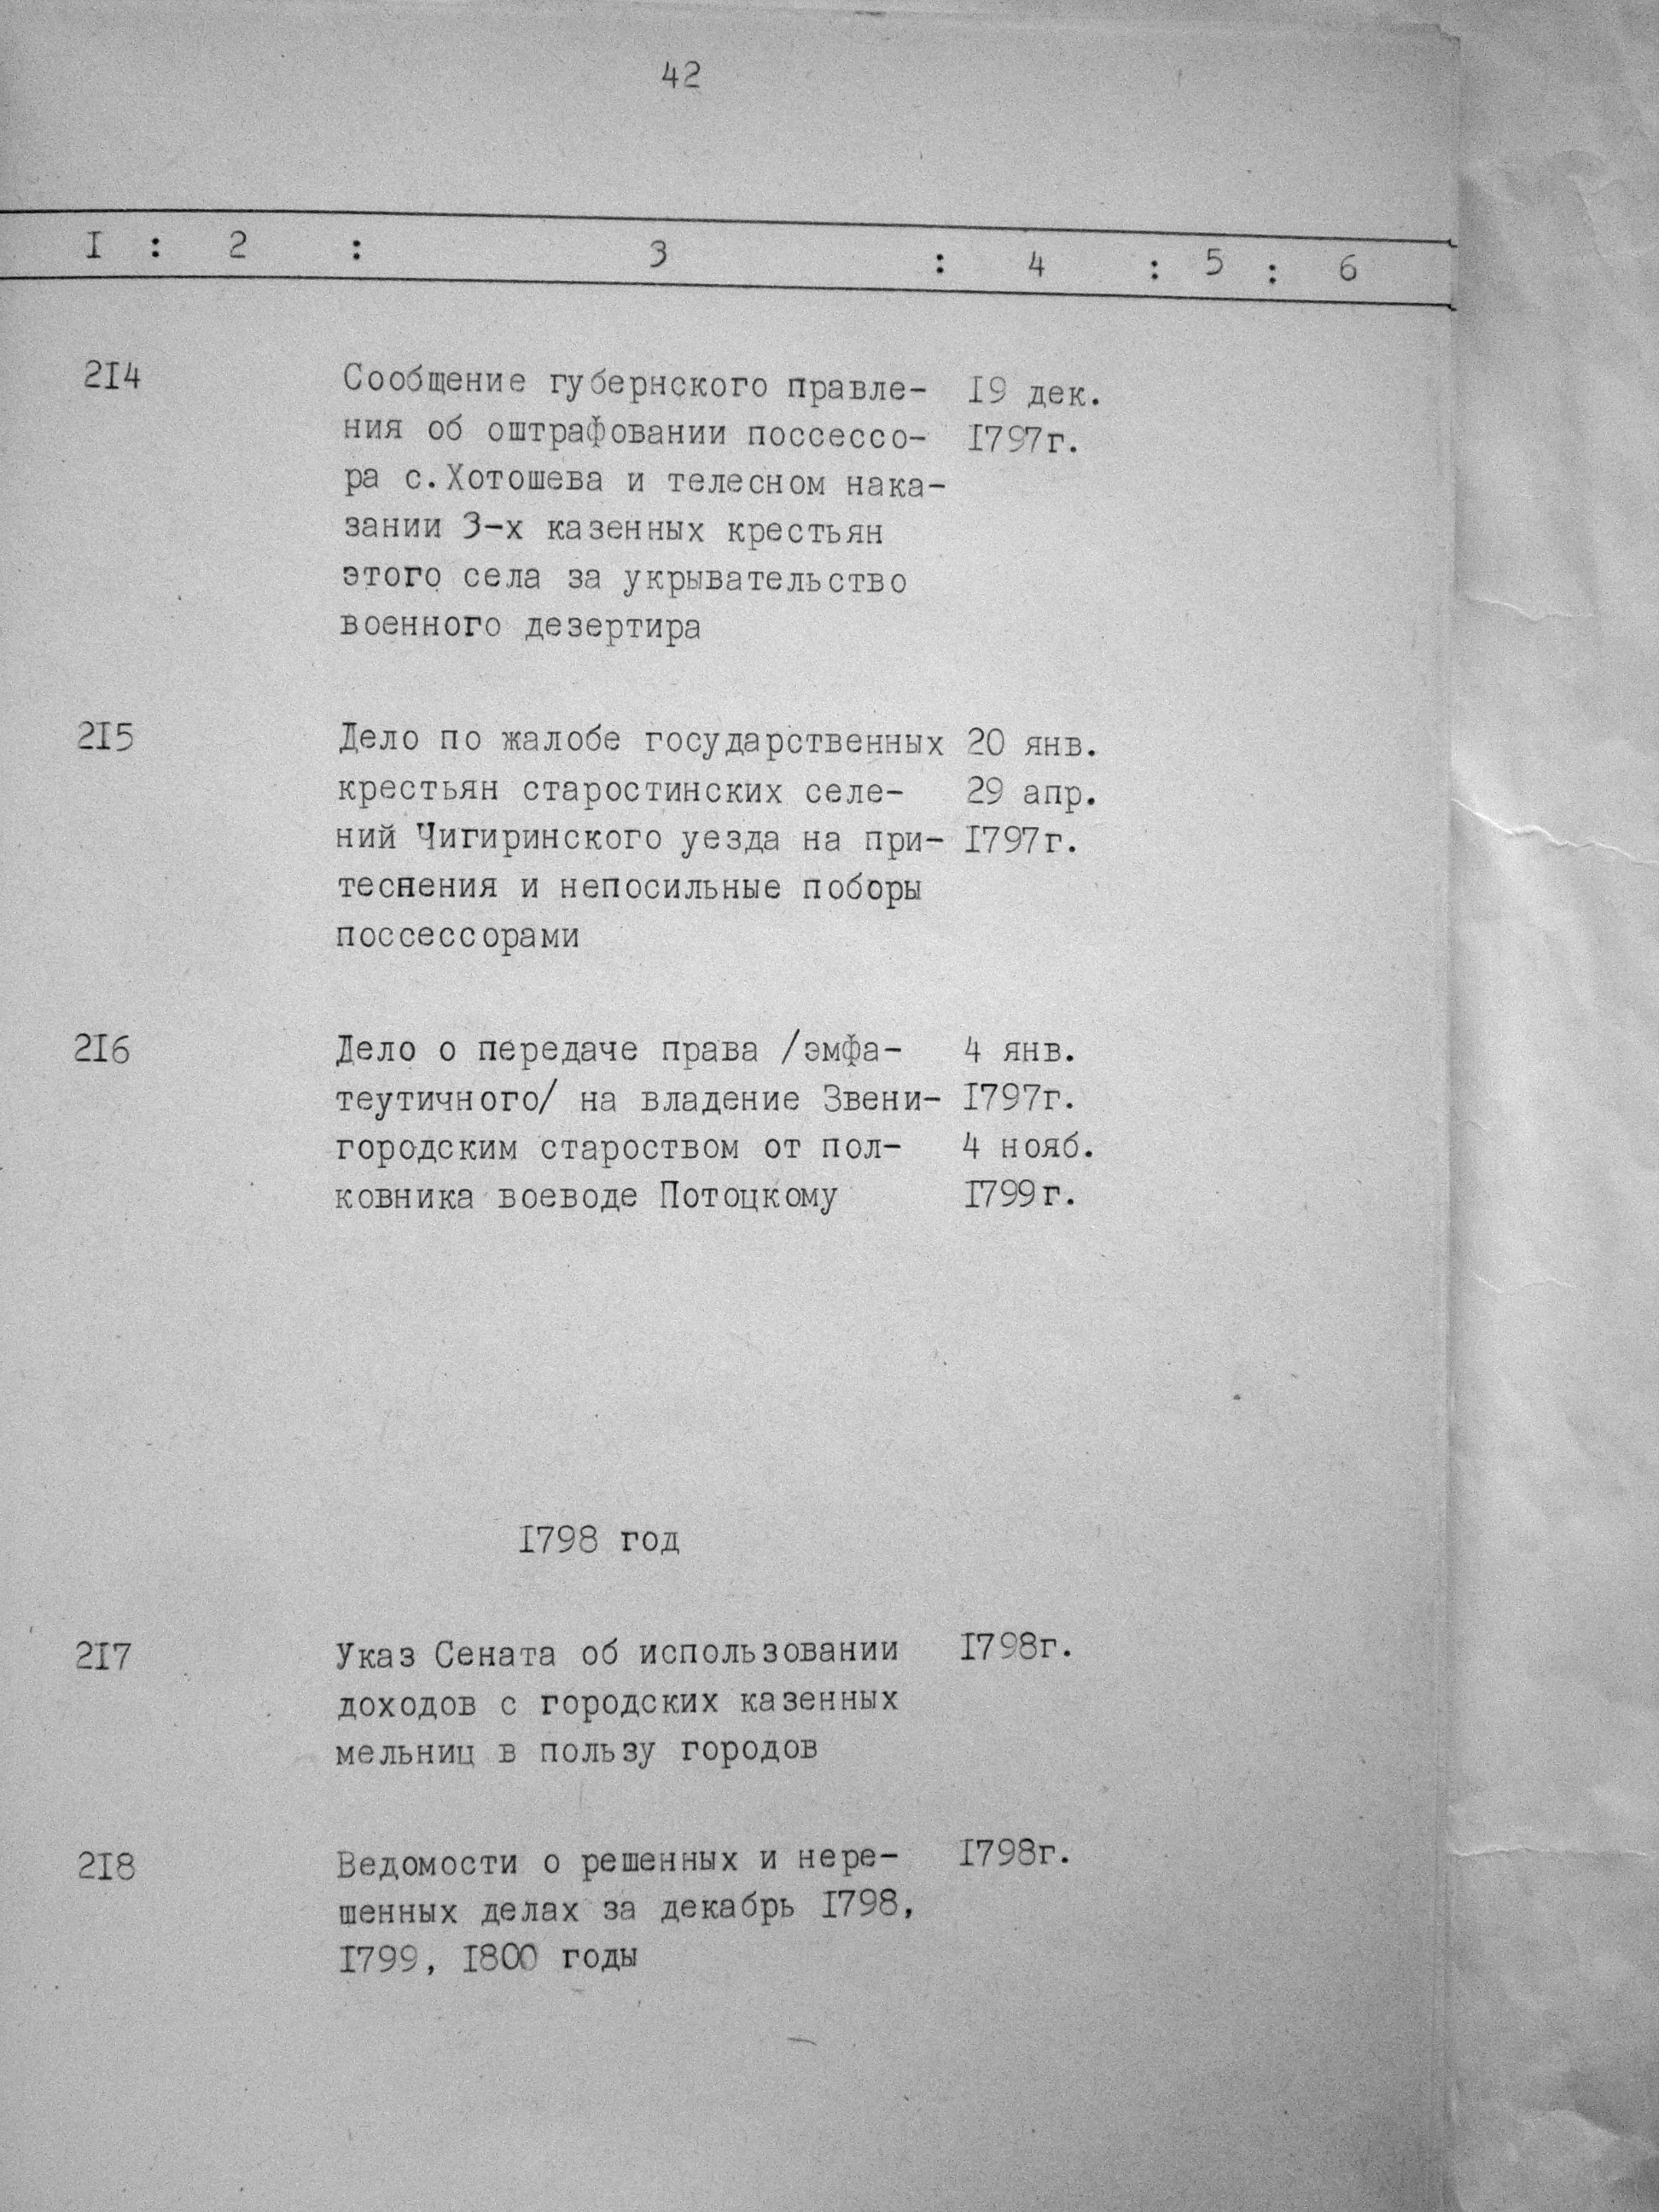 42
I : 2 : 3 : 4 : 5 : 6
2I4 Сообщение губернского правле- I9 дек.
ния об оштрафовании поссессо- I797г.
ра с.Хотошева и телесном нака-
зании 3-х казенных крестьян
этого села за укрывательство
военного дезертира
2I5 Дело по жалобе государственных 20 янв.
крестьян старостинских селе- 29 апр.
ний Чигиринского уезда на при- I797г.
теснения и непосильные поборы
поссессорами
2I6 Дело о передаче права /эмфа- 4 янв.
теутичного/ на владение Звени- I797г.
городским староством от пол- 4 нояб.
ковника воеводе Потоцкому I799г.
I798 год
2I7 Указ Сената об использовании I798г.
доходов с городских казенных
мельниц в пользу городов
2I8 Ведомости о решенных и нере- I798г.
шенных делах за декабрь I798,
I799, I800 годы